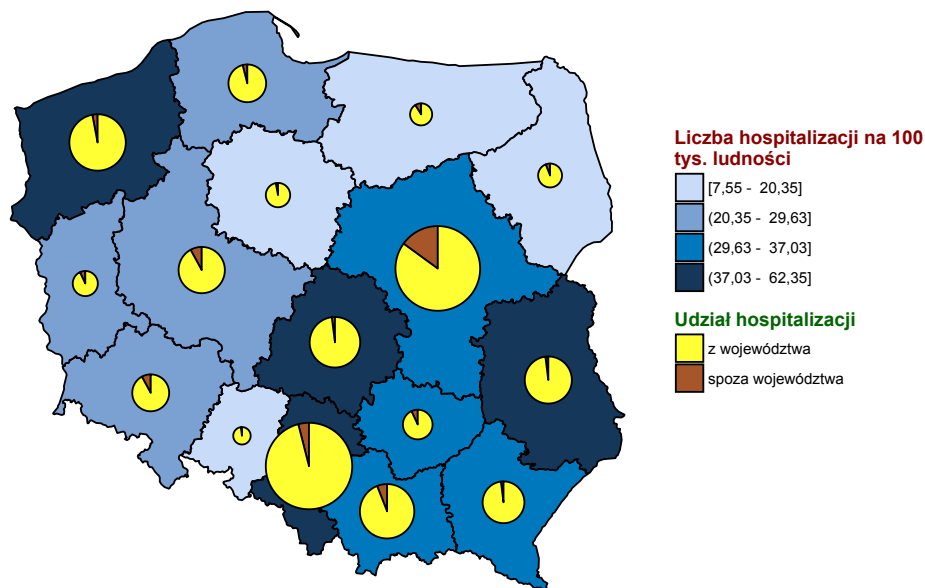 Liczba hospitalizacji na 100
tys. ludności
[7,55 - 20,35]
(20,35 - 29,63]
(29,63 - 37,03]
(37,03 - 62,35]
Udział hospitalizacji
z województwa
spoza województwa